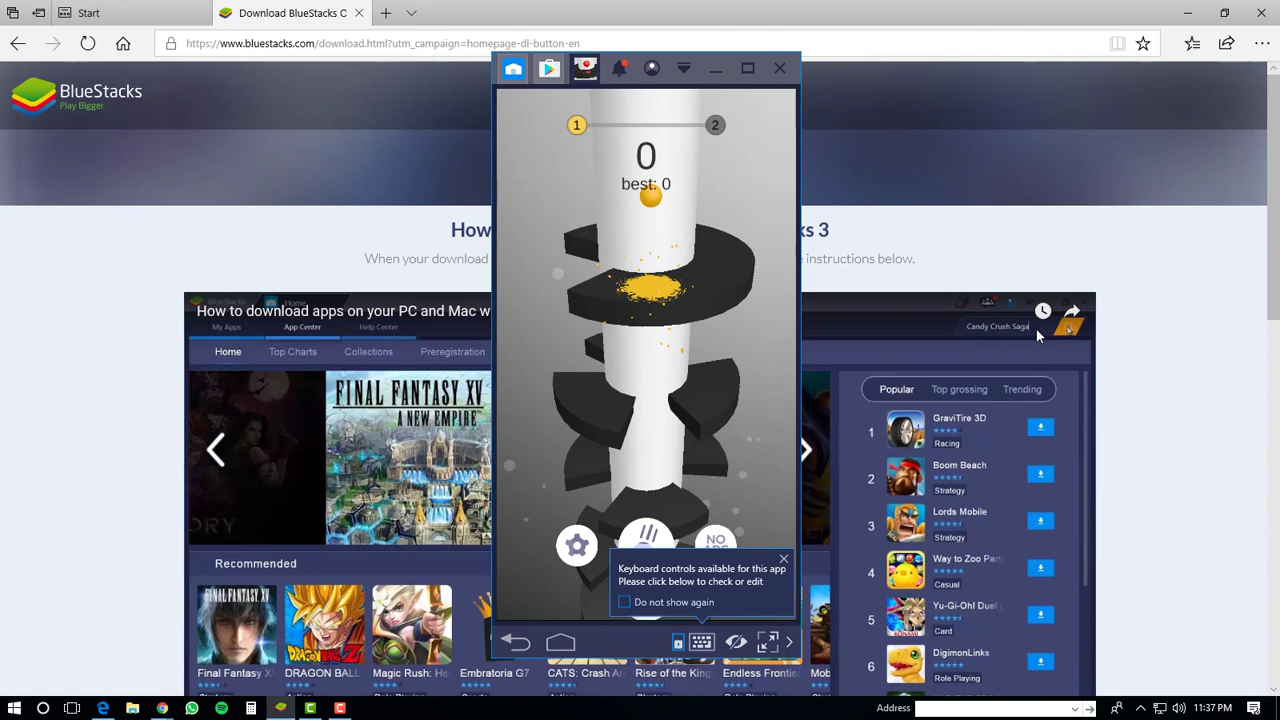 Start
Download BlueStacks C
https://www.bluestacks.com/download.html?utm_campaign=homepage-dl-button-en
BlueStacks
Play Bigger
1
2
0
best: 0
How
ks 3
When your download
e instructions below.
Home
How to download apps on your PC and Mac w
My Apps
App Center
Help Center
Candy Crush Saga
Home
Top Charts
Collections
Preregistration
FINAL FANTASY XV
A NEW EMPIRE
Popular
Top grossing
Trending
1
GraviTire 3D
Racing
2
Boom Beach
Strategy
3
Lords Mobile
Strategy
4
Way to Zoo Par
Casual
5
Yu-Gi-Oh! Duel
Card
6
DigimonLinks
Role Playing
ORY
NO
ADS
Keyboard controls available for this app
Please click below to check or edit
Do not show again
Recommended
Final Fantasy XV
DRAGON BALL
Magic Rush: He
Embratoria G7
CATS: Crash Ar
Rise of the King
Endless Frontie
Mob
Address
11:37 PM